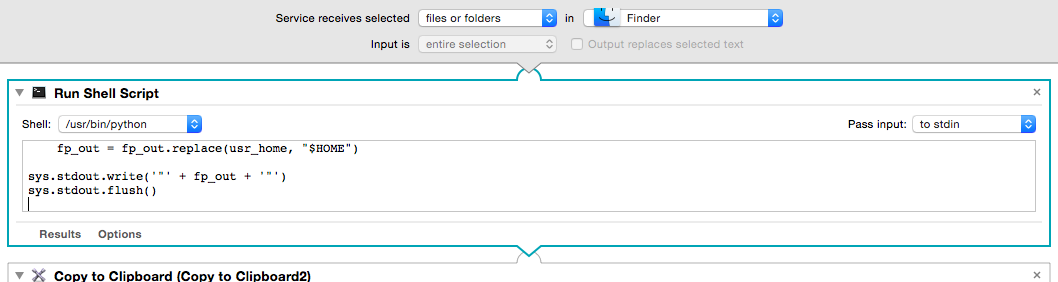 Service receives selected files or folders in Finder
Input is entire selection Output replaces selected text
Run Shell Script
Shell: /usr/bin/python Pass input: to stdin
fp_out = fp_out.replace(usr_home, "$HOME")
sys.stdout.write('"' + fp_out + '"')
sys.stdout.flush()
Results Options
Copy to Clipboard (Copy to Clipboard2)